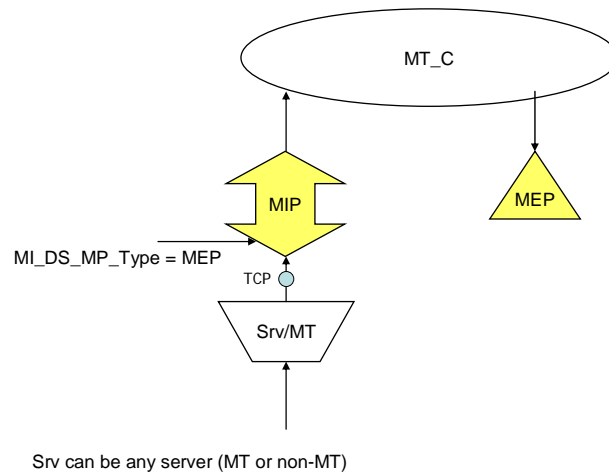 MT_C
MIP
MEP
MI_DS_MP_Type = MEP
TCP
Srv/MT
Srv can be any server (MT or non-MT)